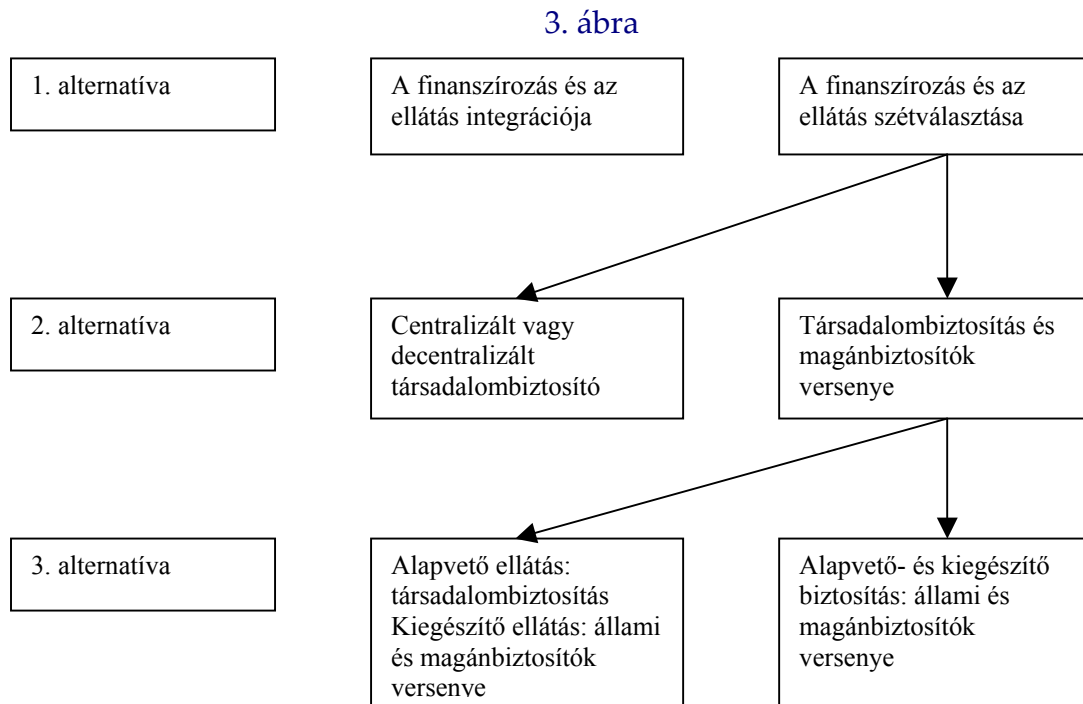 3. ábra
1. alternatíva
A finanszírozás és az
ellátás integrációja
A finanszírozás és az
ellátás szétválasztása
2. alternatíva
Centralizált vagy
decentralizált
társadalombiztosító
Társadalombiztosítás és
magánbiztosítók
versenye
3. alternatíva
Alapvető ellátás:
társadalombiztosítás
Kiegészítő ellátás: állami
és magánbiztosítók
versenye
Alapvető- és kiegészítő
biztosítás: állami és
magánbiztosítók
versenye